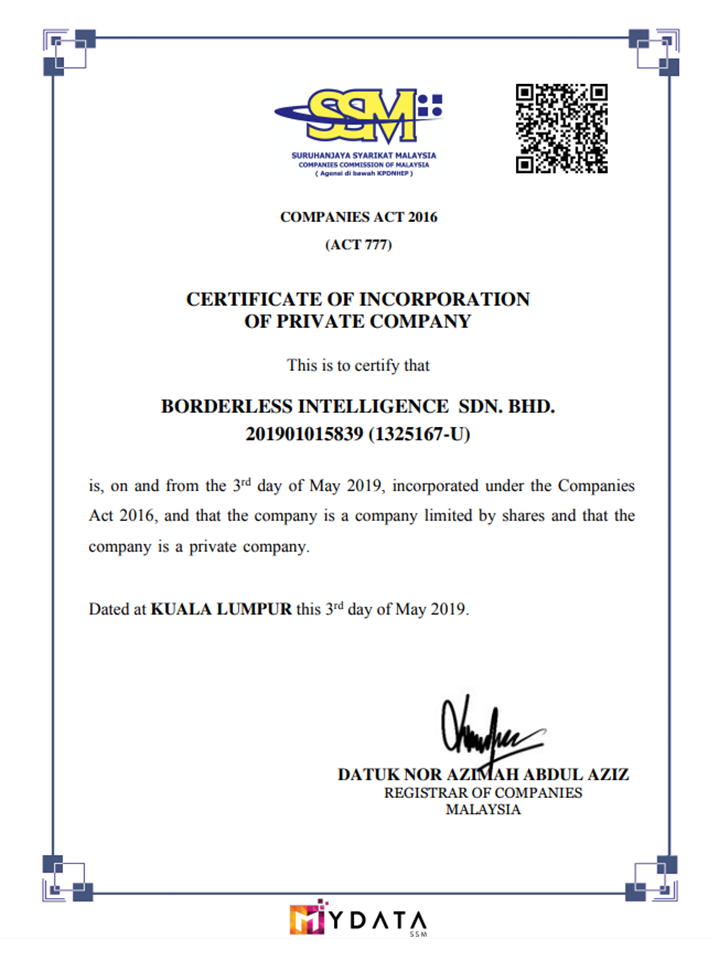 SSM
SURUHANJAYA SYARIKAT MALAYSIA
COMPANIES COMMISSION OF MALAYSIA
( Agensi di bawah KPDNHEP )
COMPANIES ACT 2016
(ACT 777)
CERTIFICATE OF INCORPORATION
OF PRIVATE COMPANY
This is to certify that
BORDERLESS INTELLIGENCE SDN. BHD.
201901015839 (1325167-U)
is, on and from the 3rd day of May 2019, incorporated under the Companies
Act 2016, and that the company is a company limited by shares and that the
company is a private company.
Dated at KUALA LUMPUR this 3rd day of May 2019.
DATUK NOR AZIMAH ABDUL AZIZ
REGISTRAR OF COMPANIES
MALAYSIA
MYDATA
SSM